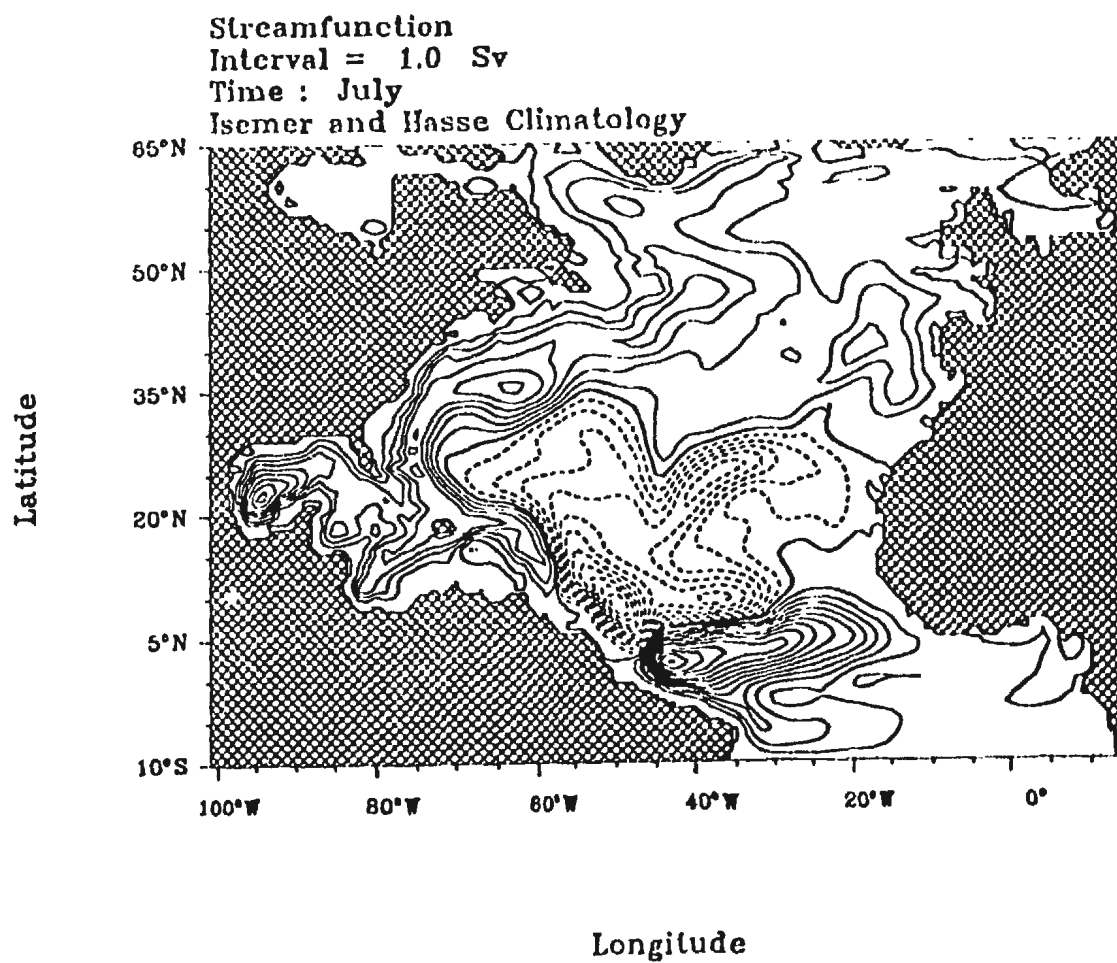 Streamfunction
Interval = 1.0 Sv
Time : July
Isemer and Hasse Climatology
65°N
50°N
35°N
20°N
5°N
10°S
100°W 80°W 60°W 40°W 20°W 0°
Latitude
Longitude